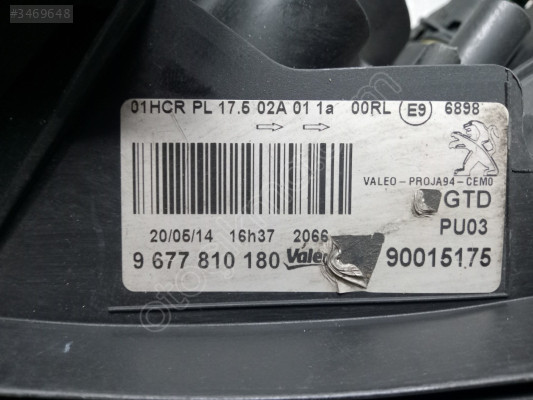 #3469648
01HCR PL 17.5 02A 01 1a 00RL E9 6898
VALEO-PROJA94-CEMO
GTD
PU03
20/05/14 16h37 2066
9 677 810 180 Valeo 90015175